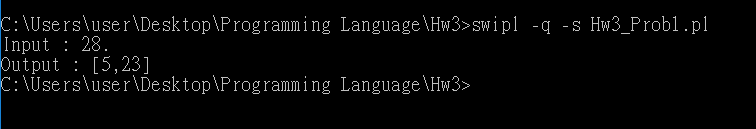 C:\Users\user\Desktop\Programming Language\Hw3>swipl -q -s Hw3_Prob1.pl
Input : 28.
Output : [5,23]
C:\Users\user\Desktop\Programming Language\Hw3>